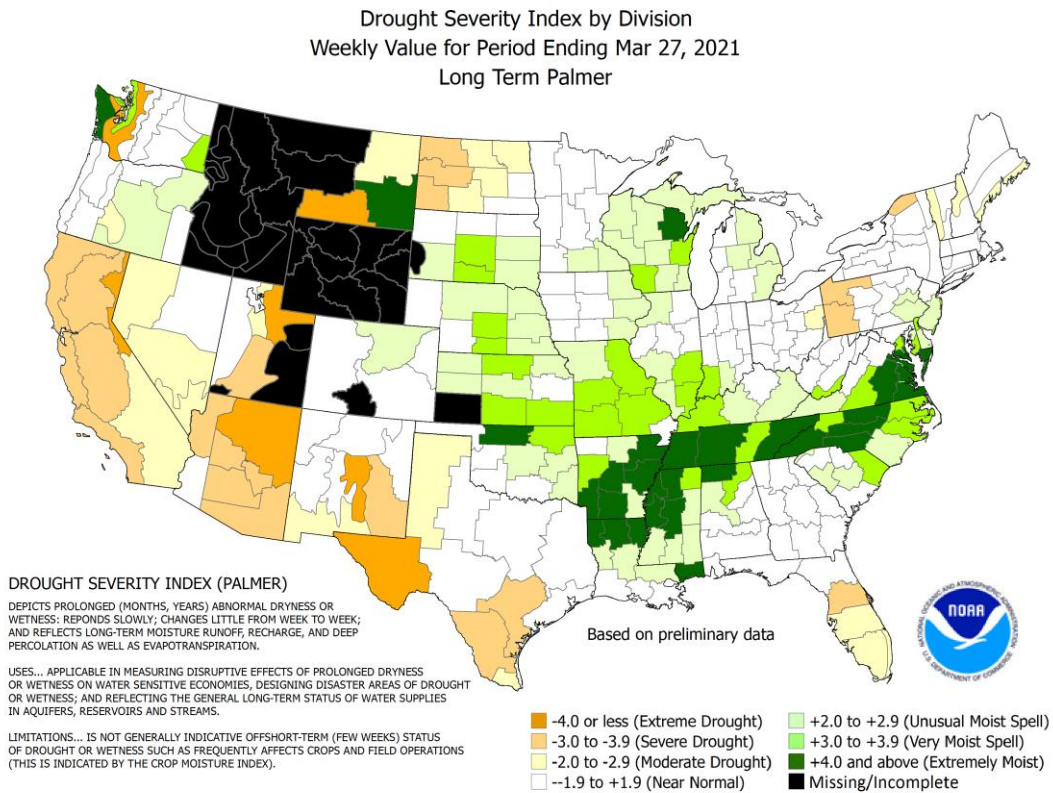 Drought Severity Index by Division
Weekly Value for Period Ending Mar 27, 2021
Long Term Palmer
DROUGHT SEVERITY INDEX (PALMER)
DEPICTS PROLONGED (MONTHS, YEARS) ABNORMAL DRYNESS OR
WETNESS: REPONDS SLOWLY; CHANGES LITTLE FROM WEEK TO WEEK;
AND REFLECTS LONG-TERM MOISTURE RUNOFF, RECHARGE, AND DEEP
PERCOLATION AS WELL AS EVAPOTRANSPIRATION.
USES... APPLICABLE IN MEASURING DISRUPTIVE EFFECTS OF PROLONGED DRYNESS
OR WETNESS ON WATER SENSITIVE ECONOMIES, DESIGNING DISASTER AREAS OF DROUGHT
OR WETNESS; AND REFLECTING THE GENERAL LONG-TERM STATUS OF WATER SUPPLIES
IN AQUIFERS, RESERVOIRS AND STREAMS.
LIMITATIONS... IS NOT GENERALLY INDICATIVE OFFSHORT-TERM (FEW WEEKS) STATUS
OF DROUGHT OR WETNESS SUCH AS FREQUENTLY AFFECTS CROPS AND FIELD OPERATIONS
(THIS IS INDICATED BY THE CROP MOISTURE INDEX).
Based on preliminary data
NATIONAL OCEANIC AND ATMOSPHERIC ADMINISTRATION
NOAA
U.S. DEPARTMENT OF COMMERCE
-4.0 or less (Extreme Drought)
-3.0 to -3.9 (Severe Drought)
-2.0 to -2.9 (Moderate Drought)
--1.9 to +1.9 (Near Normal)
+2.0 to +2.9 (Unusual Moist Spell)
+3.0 to +3.9 (Very Moist Spell)
+4.0 and above (Extremely Moist)
Missing/Incomplete